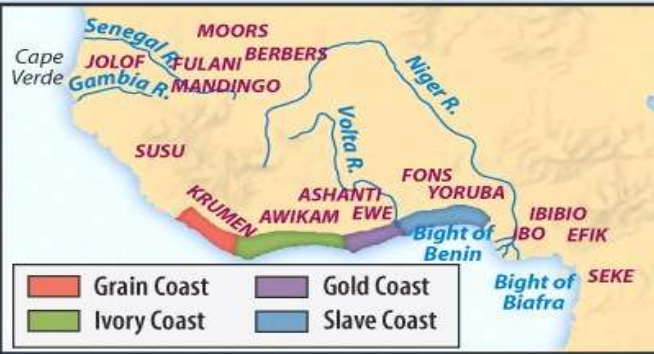 MOORS
Senegal R.
BERBERS
Cape
Verde
JOLOF
FULANI
Niger R.
Gambia R.
MANDINGO
Volta R.
SUSU
FONS
KRUMEN
ASHANTI
YORUBA
AWIKAM
EWE
IBIBIO
Bight of
Benin
IBO
EFIK
Bight of
Biafra
SEKE
Grain Coast
Gold Coast
Ivory Coast
Slave Coast